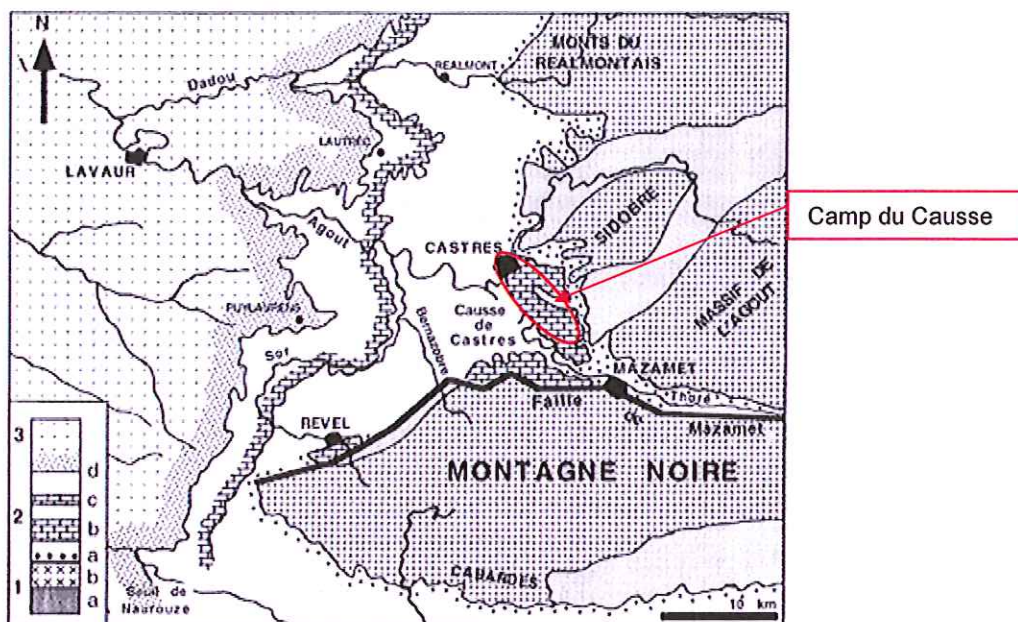 N
MONTS DU
REALMONTAIS
REALMONT
Dadou
LAUTREC
LAVAUR
SIDOBRE
Camp du Causse
Agout
CASTRES
MASSIF DE
L'AGOUT
PUYLAURENS
Causse
de
Castres
Bernazobre
Sor
MAZAMET
Thoré
Faille
Mazamet
REVEL
MONTAGNE NOIRE
3
d
c
2
b
a
b
1
a
Seuil de
Naurouze
CABARDES
10 km